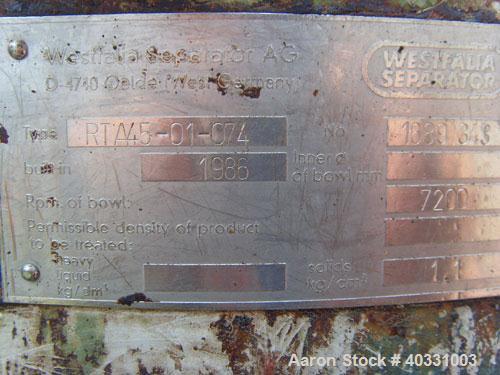 Westfalia Separator AG
D-4740 Oelde (West Germany)
WESTFALIA
SEPARATOR
Type RTA45-01-074 No.
built in 1986 Inner ø
of bowl mm
Rpm. of bowl: 7200
Permissible density of product
to be treated:
heavy
liquid
kg/dm³
solids
kg/dm³ 1.1
Aaron Stock # 40331003